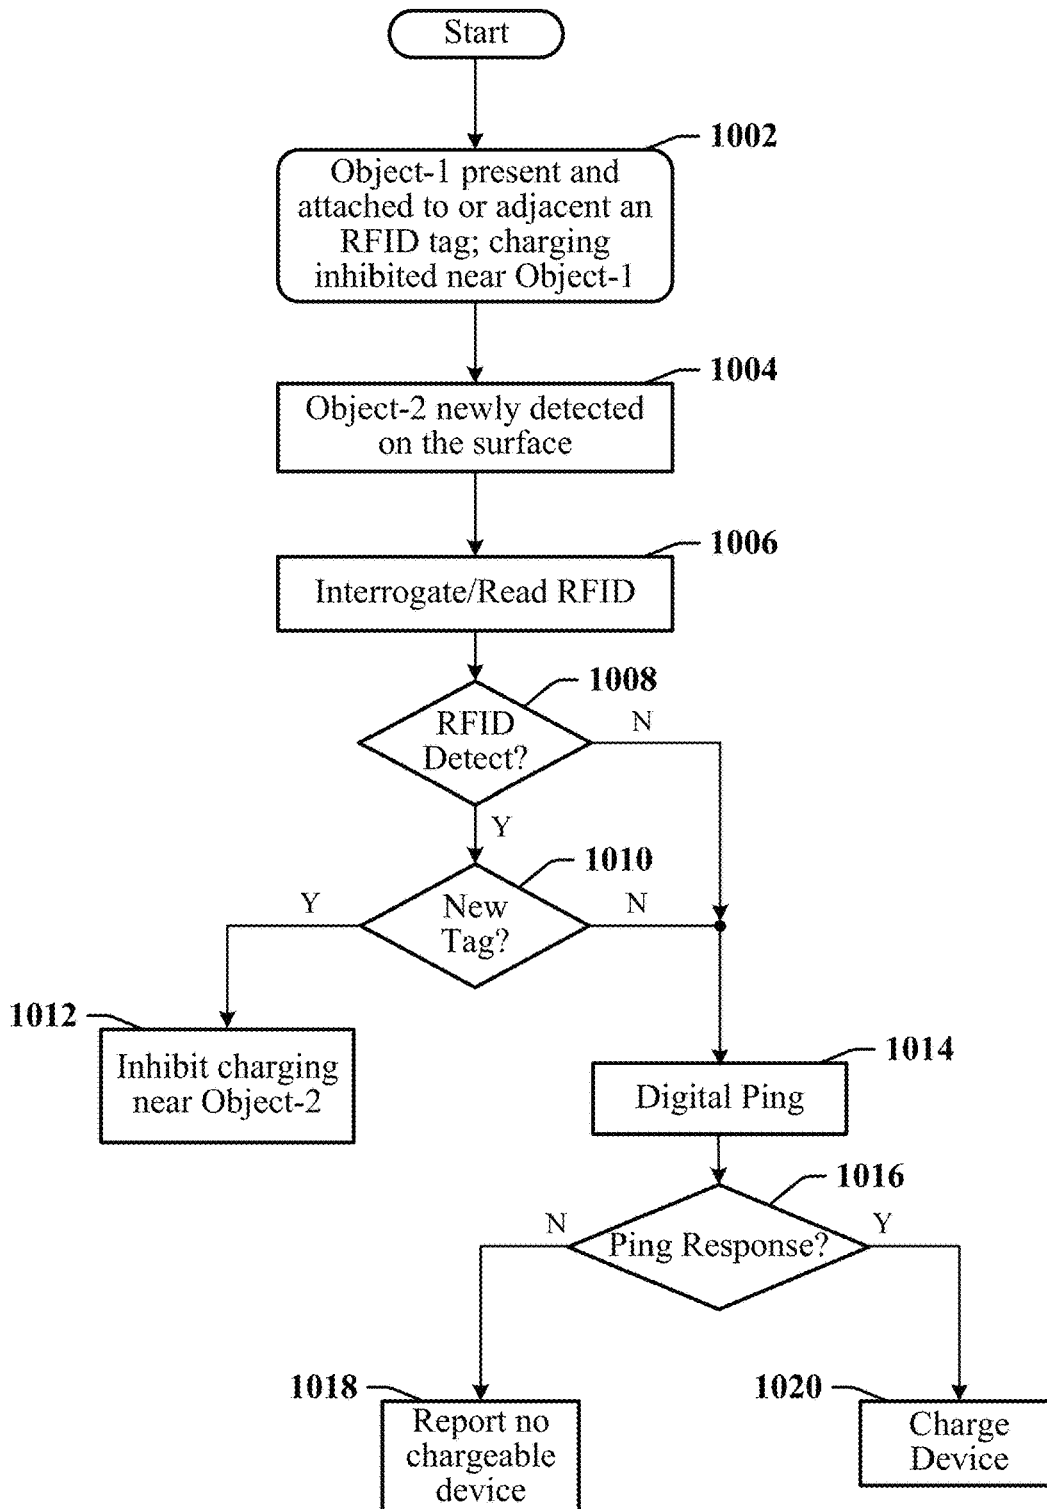 Start
1002
Object-1 present and
attached to or adjacent an
RFID tag; charging
inhibited near Object-1
1004
Object-2 newly detected
on the surface
1006
Interrogate/Read RFID
1008
RFID
Detect?
N
Y
1010
New
Tag?
Y
N
1012
Inhibit charging
near Object-2
1014
Digital Ping
1016
Ping Response?
N
Y
1018
Report no
chargeable
device
1020
Charge
Device